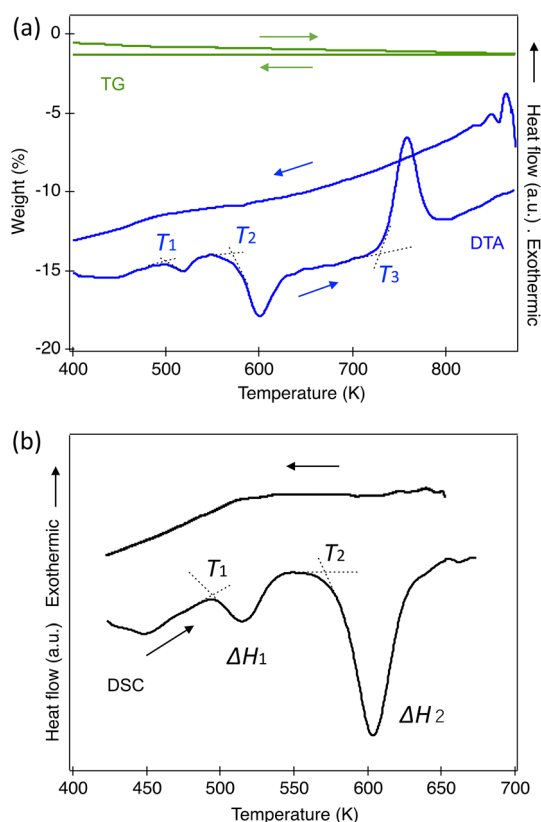 (a)
0
-5
-10
-15
-20
Weight (%)
TG
T1
T2
T3
DTA
Heat flow (a.u.) . Exothermic
400 500 600 700 800
Temperature (K)
(b)
Heat flow (a.u.) Exothermic
T1
T2
ΔH1
ΔH2
DSC
400 450 500 550 600 650 700
Temperature (K)